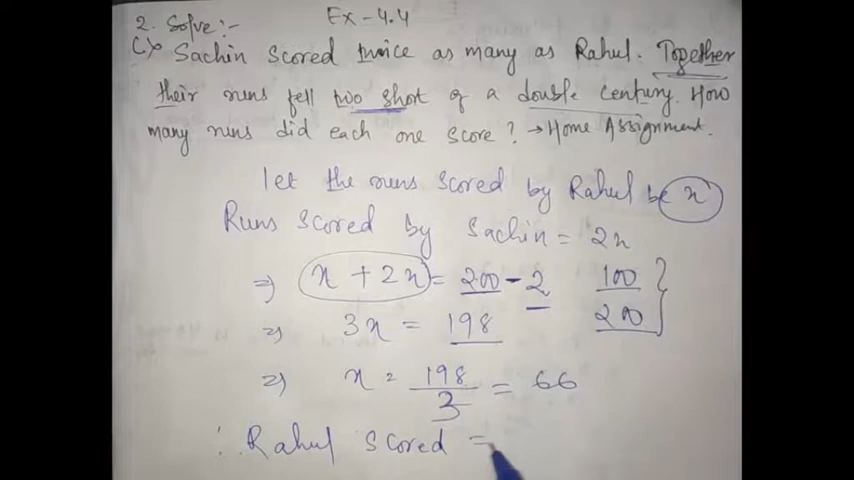 2. Solve:- Ex-4.4
(c) Sachin scored twice as many as Rahul. Together
their runs fell two short of a double century. How
many runs did each one score? → Home Assignment.
let the runs scored by Rahul be x
Runs scored by Sachin = 2x
⇒ x + 2x = 200 - 2 100
⇒ 3x = 198 200
⇒ x = 198/3 = 66
∴ Rahul scored =